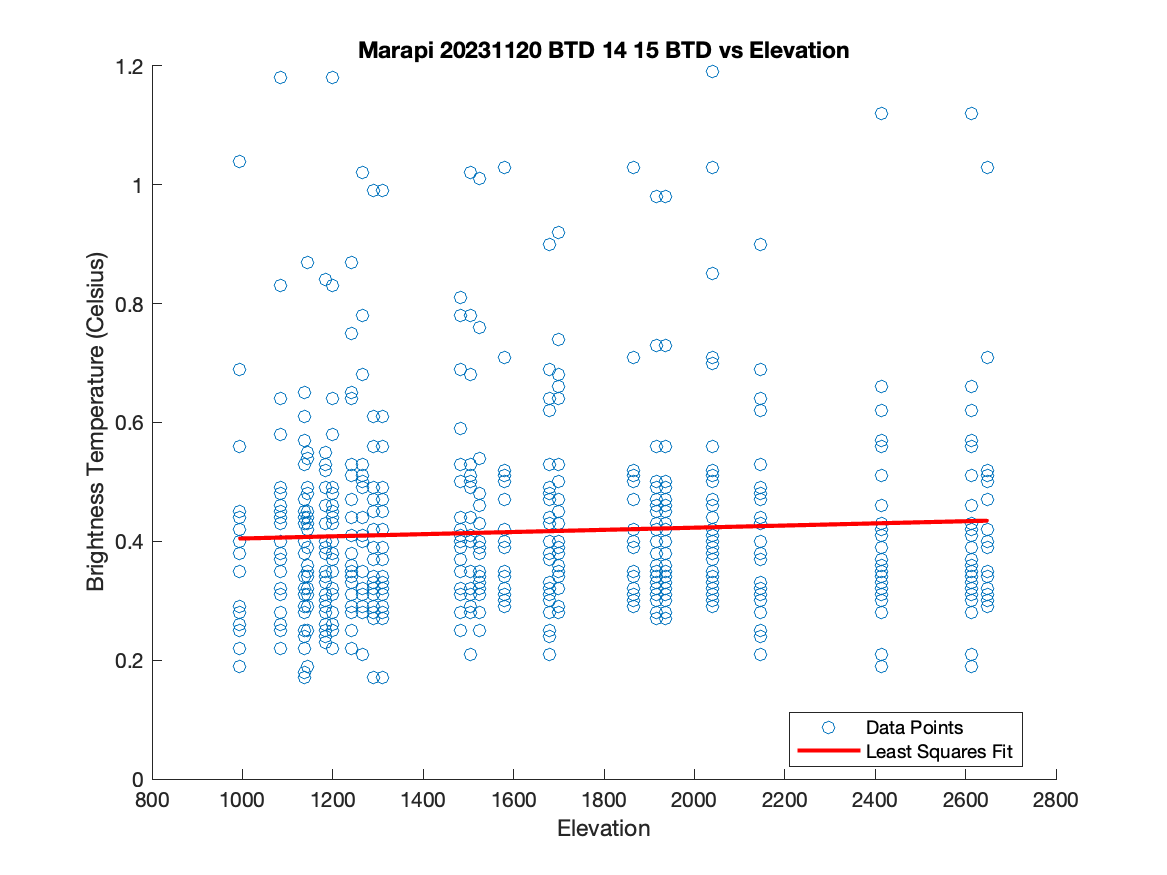 Marapi 20231120 BTD 14 15 BTD vs Elevation
1.2
1
0.8
0.6
0.4
0.2
0
Brightness Temperature (Celsius)
Data Points
Least Squares Fit
800 1000 1200 1400 1600 1800 2000 2200 2400 2600 2800
Elevation